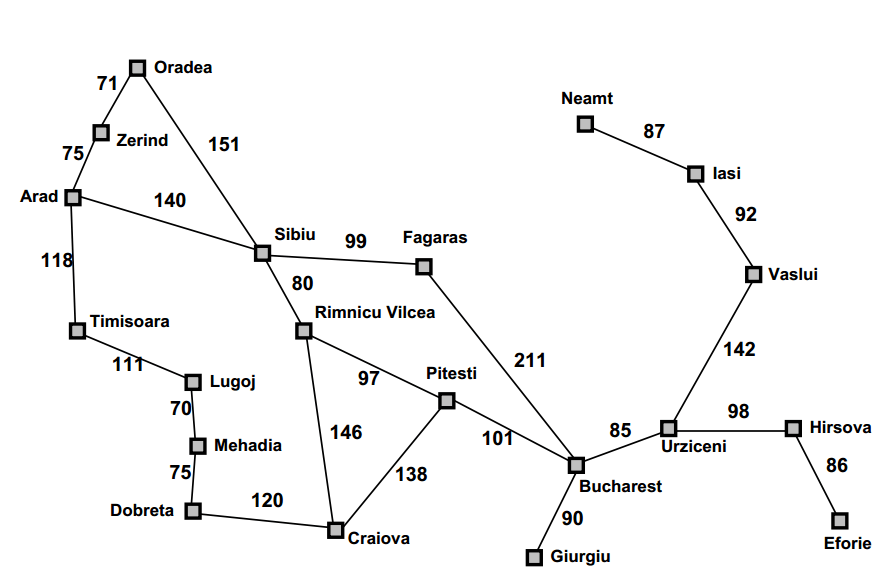 Oradea
71
Neamt
87
Zerind
151
75
Iasi
Arad
140
92
Sibiu
99
Fagaras
118
Vaslui
80
Timisoara
Rimnicu Vilcea
111
211
142
Lugoj
97
Pitesti
70
98
Mehadia
146
101
85
Hirsova
Urziceni
75
138
86
Bucharest
Dobreta
120
90
Craiova
Eforie
Giurgiu